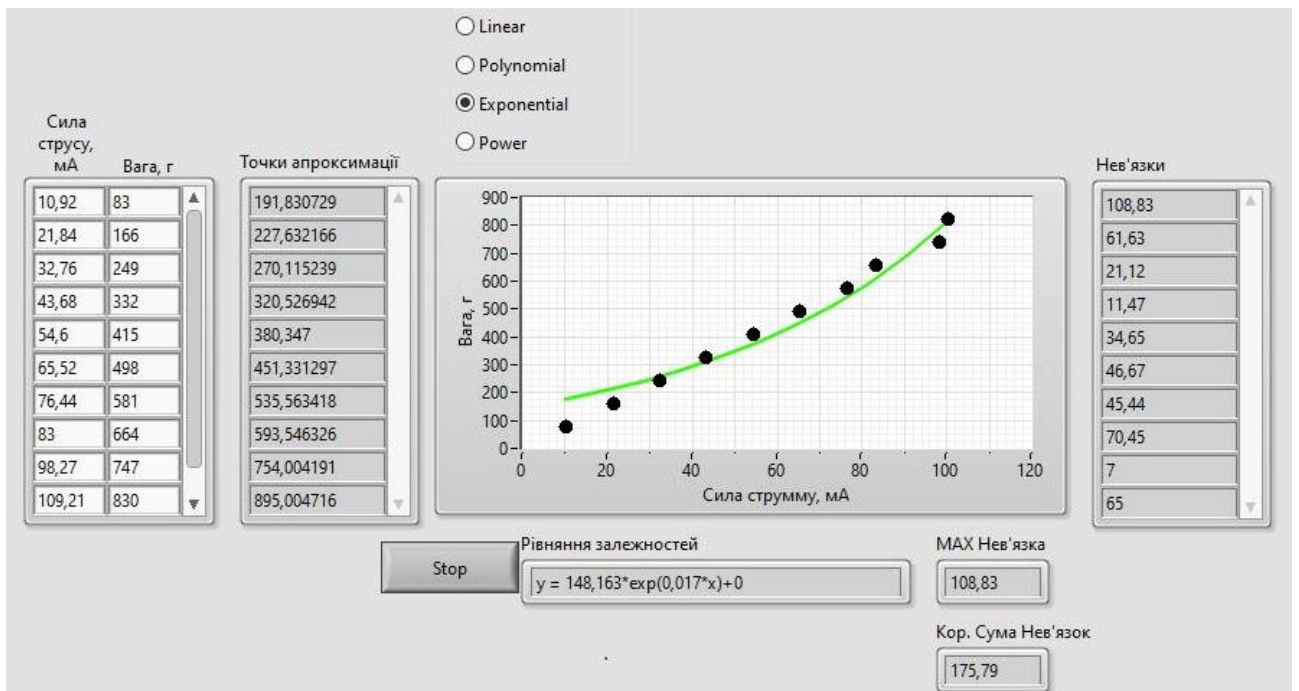 Linear
Polynomial
Exponential
Power
Сила
струсу,
мА
Вага, г
Точки апроксимації
Нев'язки
10,92 83
21,84 166
32,76 249
43,68 332
54,6 415
65,52 498
76,44 581
83 664
98,27 747
109,21 830
191,830729
227,632166
270,115239
320,526942
380,347
451,331297
535,563418
593,546326
754,004191
895,004716
900
800
700
600
500
400
300
200
100
0
Вага, г
0 20 40 60 80 100 120
Сила струмму, мА
108,83
61,63
21,12
11,47
34,65
46,67
45,44
70,45
7
65
Stop
Рівняння залежностей
y = 148,163*exp(0,017*x)+0
MAX Нев'язка
108,83
Кор. Сума Нев'язок
175,79